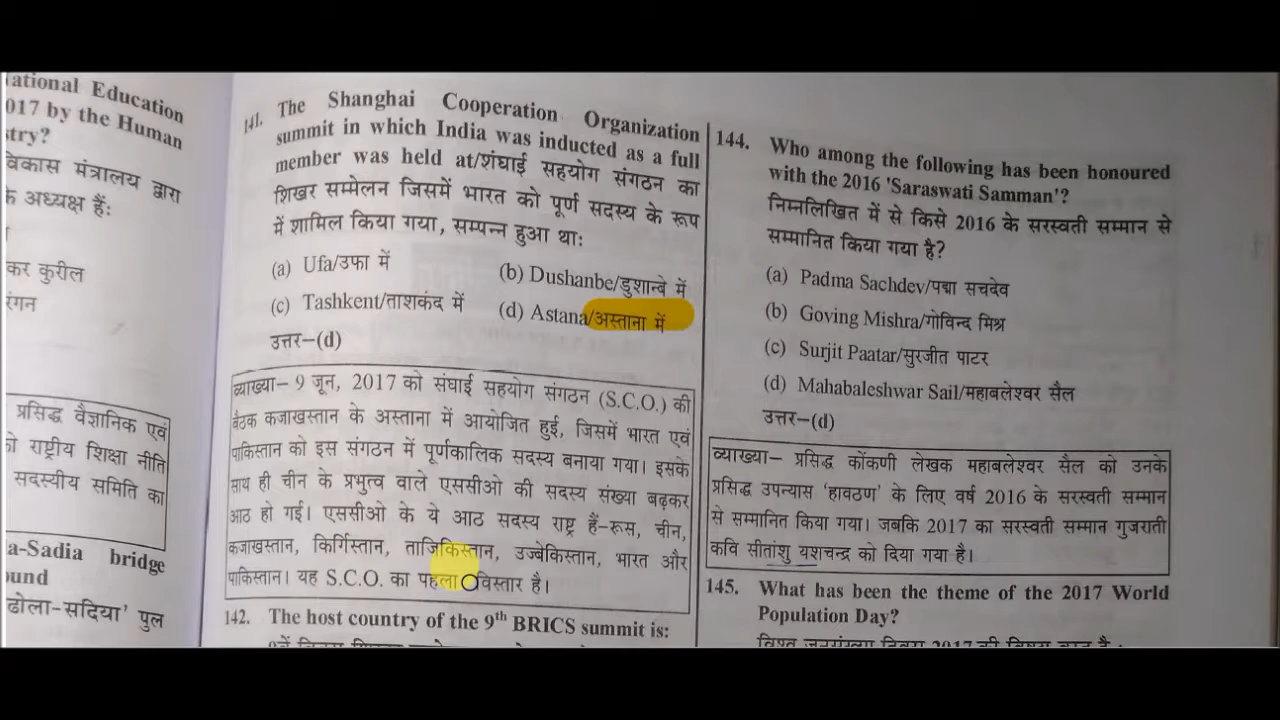 ational Education
017 by the Human
stry?
विकास मंत्रालय द्वारा
के अध्यक्ष हैं:
कर कुरील
रंगन
प्रसिद्ध वैज्ञानिक एवं
को राष्ट्रीय शिक्षा नीति
सदस्यीय समिति का
a-Sadia bridge
ound
ढोला-सदिया' पुल
141. The Shanghai Cooperation Organization
summit in which India was inducted as a full
member was held at/शंघाई सहयोग संगठन का
शिखर सम्मेलन जिसमें भारत को पूर्ण सदस्य के रूप
में शामिल किया गया, सम्पन्न हुआ था:
(a) Ufa/उफा में (b) Dushanbe/डुशान्बे में
(c) Tashkent/ताशकंद में (d) Astana/अस्ताना में
उत्तर–(d)
व्याख्या– 9 जून, 2017 को संघाई सहयोग संगठन (S.C.O.) की
बैठक कजाखस्तान के अस्ताना में आयोजित हुई, जिसमें भारत एवं
पाकिस्तान को इस संगठन में पूर्णकालिक सदस्य बनाया गया। इसके
साथ ही चीन के प्रभुत्व वाले एससीओ की सदस्य संख्या बढ़कर
आठ हो गई। एससीओ के ये आठ सदस्य राष्ट्र हैं–रूस, चीन,
कजाखस्तान, किर्गिस्तान, ताजिकिस्तान, उज्बेकिस्तान, भारत और
पाकिस्तान। यह S.C.O. का पहला विस्तार है।
142. The host country of the 9th BRICS summit is:
144. Who among the following has been honoured
with the 2016 'Saraswati Samman'?
निम्नलिखित में से किसे 2016 के सरस्वती सम्मान से
सम्मानित किया गया है?
(a) Padma Sachdev/पद्मा सचदेव
(b) Goving Mishra/गोविन्द मिश्र
(c) Surjit Paatar/सुरजीत पाटर
(d) Mahabaleshwar Sail/महाबलेश्वर सैल
उत्तर–(d)
व्याख्या– प्रसिद्ध कोंकणी लेखक महाबलेश्वर सैल को उनके
प्रसिद्ध उपन्यास 'हावठण' के लिए वर्ष 2016 के सरस्वती सम्मान
से सम्मानित किया गया। जबकि 2017 का सरस्वती सम्मान गुजराती
कवि सीतांशु यशचन्द्र को दिया गया है।
145. What has been the theme of the 2017 World
Population Day?